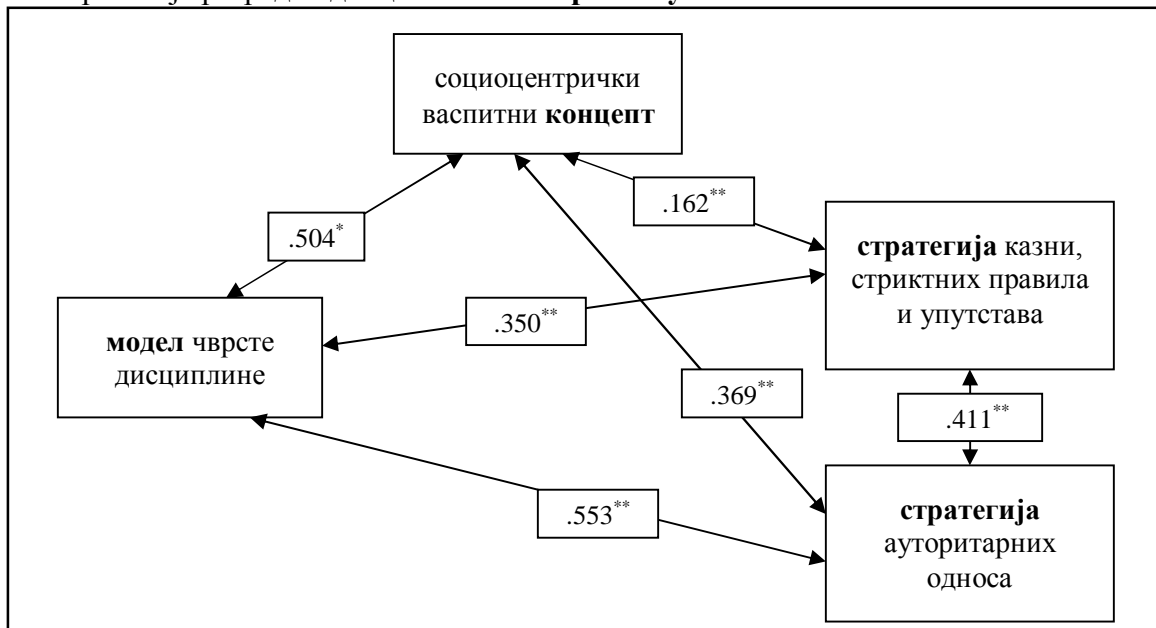 социоцентрички
васпитни концепт
.162**
.504*
стратегија казни,
стриктних правила
и упутстава
.350**
модел чврсте
дисциплине
.369**
.411**
.553**
стратегија
ауторитарних
односа